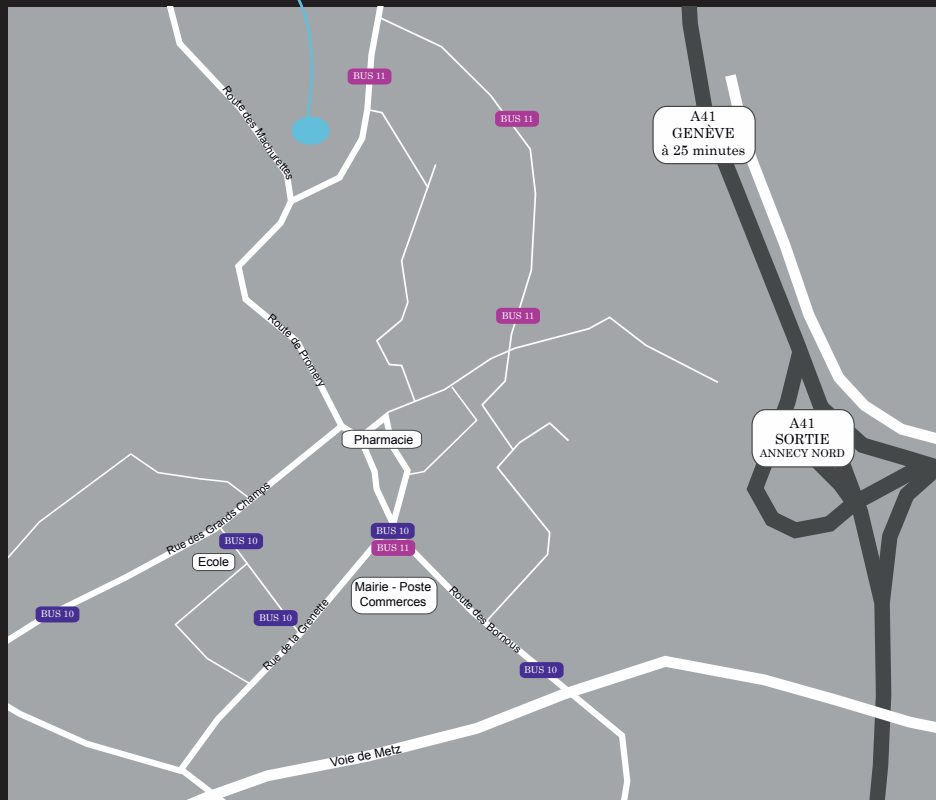 BUS 11
Route des Machurettes
BUS 11
A41
GENÈVE
à 25 minutes
BUS 11
Route de Promery
A41
SORTIE
ANNECY NORD
Pharmacie
Rue des Grands Champs
BUS 10
BUS 10
BUS 11
Ecole
Mairie - Poste
Commerces
BUS 10
BUS 10
Rue de la Grenette
Route des Bornous
BUS 10
Voie de Metz